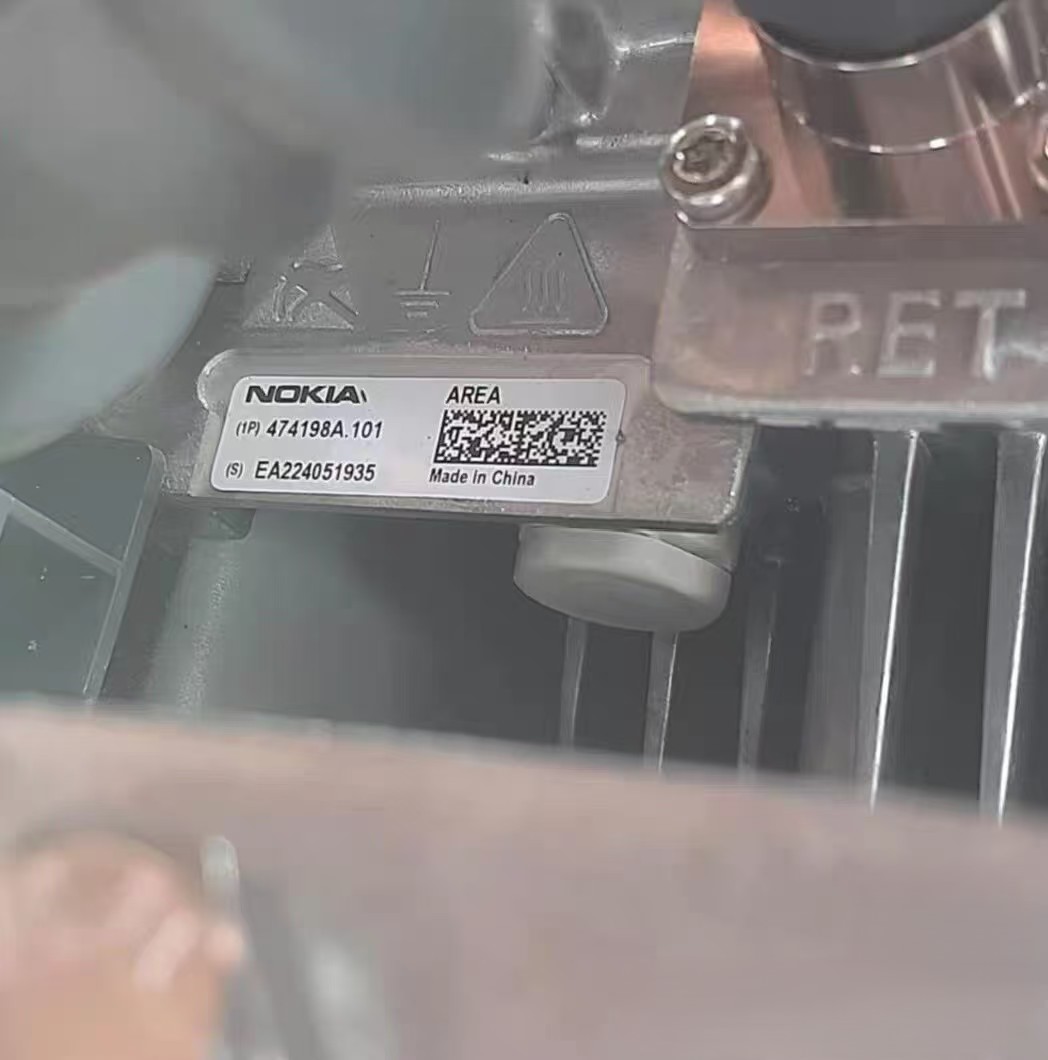 RET
NOKIA
AREA
(1P) 474198A.101
(S) EA224051935
Made in China